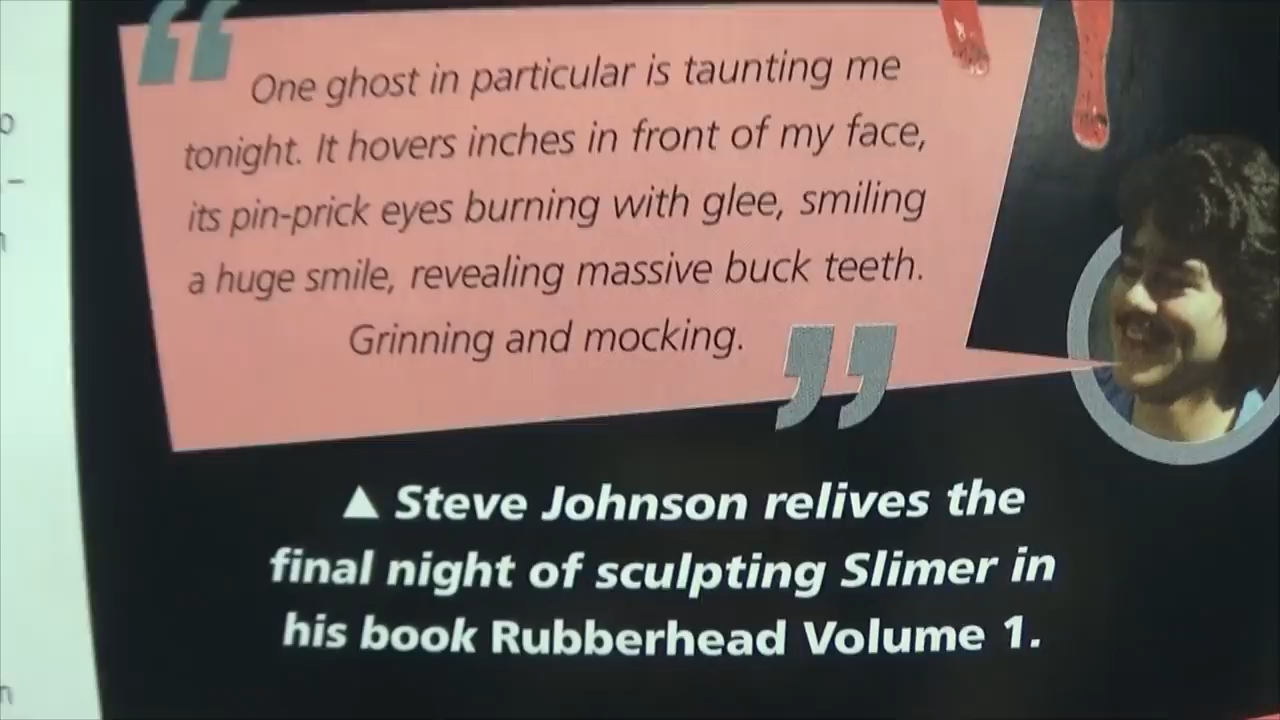 “One ghost in particular is taunting me
tonight. It hovers inches in front of my face,
its pin-prick eyes burning with glee, smiling
a huge smile, revealing massive buck teeth.
Grinning and mocking.”
▲ Steve Johnson relives the
final night of sculpting Slimer in
his book Rubberhead Volume 1.